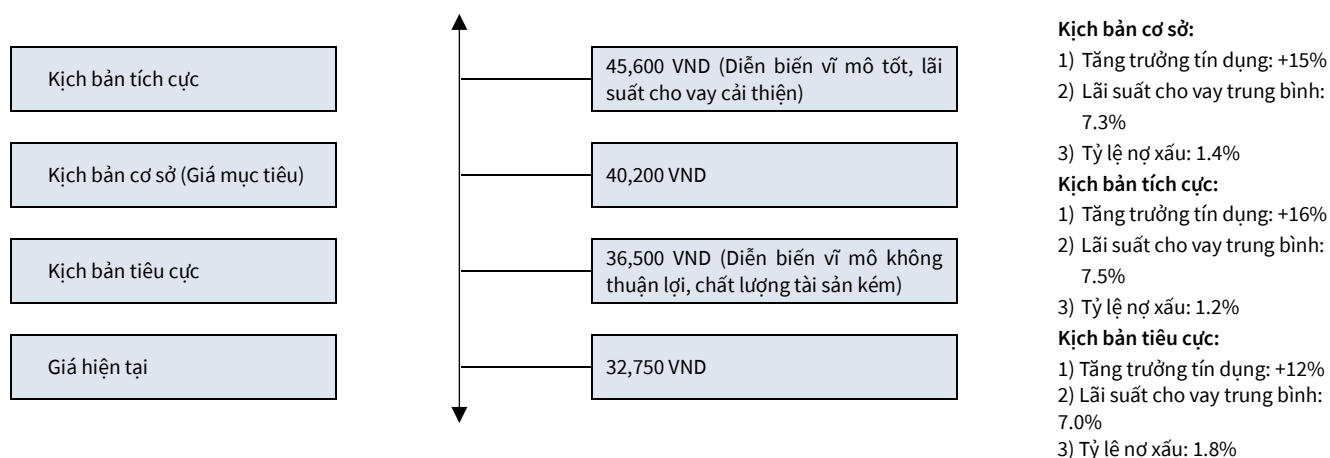 Kịch bản tích cực
45,600 VND (Diễn biến vĩ mô tốt, lãi
suất cho vay cải thiện)
Kịch bản cơ sở (Giá mục tiêu)
40,200 VND
Kịch bản tiêu cực
36,500 VND (Diễn biến vĩ mô không
thuận lợi, chất lượng tài sản kém)
Giá hiện tại
32,750 VND
Kịch bản cơ sở:
1) Tăng trưởng tín dụng: +15%
2) Lãi suất cho vay trung bình:
7.3%
3) Tỷ lệ nợ xấu: 1.4%
Kịch bản tích cực:
1) Tăng trưởng tín dụng: +16%
2) Lãi suất cho vay trung bình:
7.5%
3) Tỷ lệ nợ xấu: 1.2%
Kịch bản tiêu cực:
1) Tăng trưởng tín dụng: +12%
2) Lãi suất cho vay trung bình:
7.0%
3) Tỷ lệ nợ xấu: 1.8%